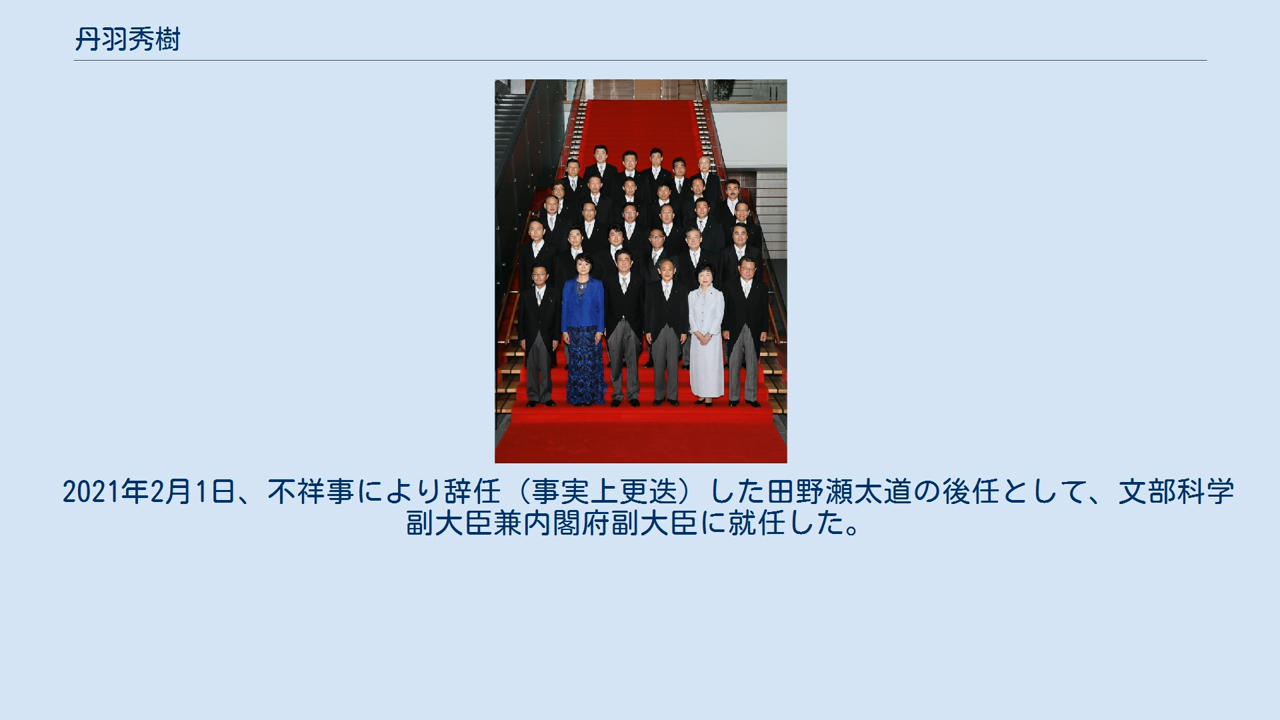 丹羽秀樹
2021年2月1日、不祥事により辞任（事実上更迭）した田野瀬太道の後任として、文部科学
副大臣兼内閣府副大臣に就任した。